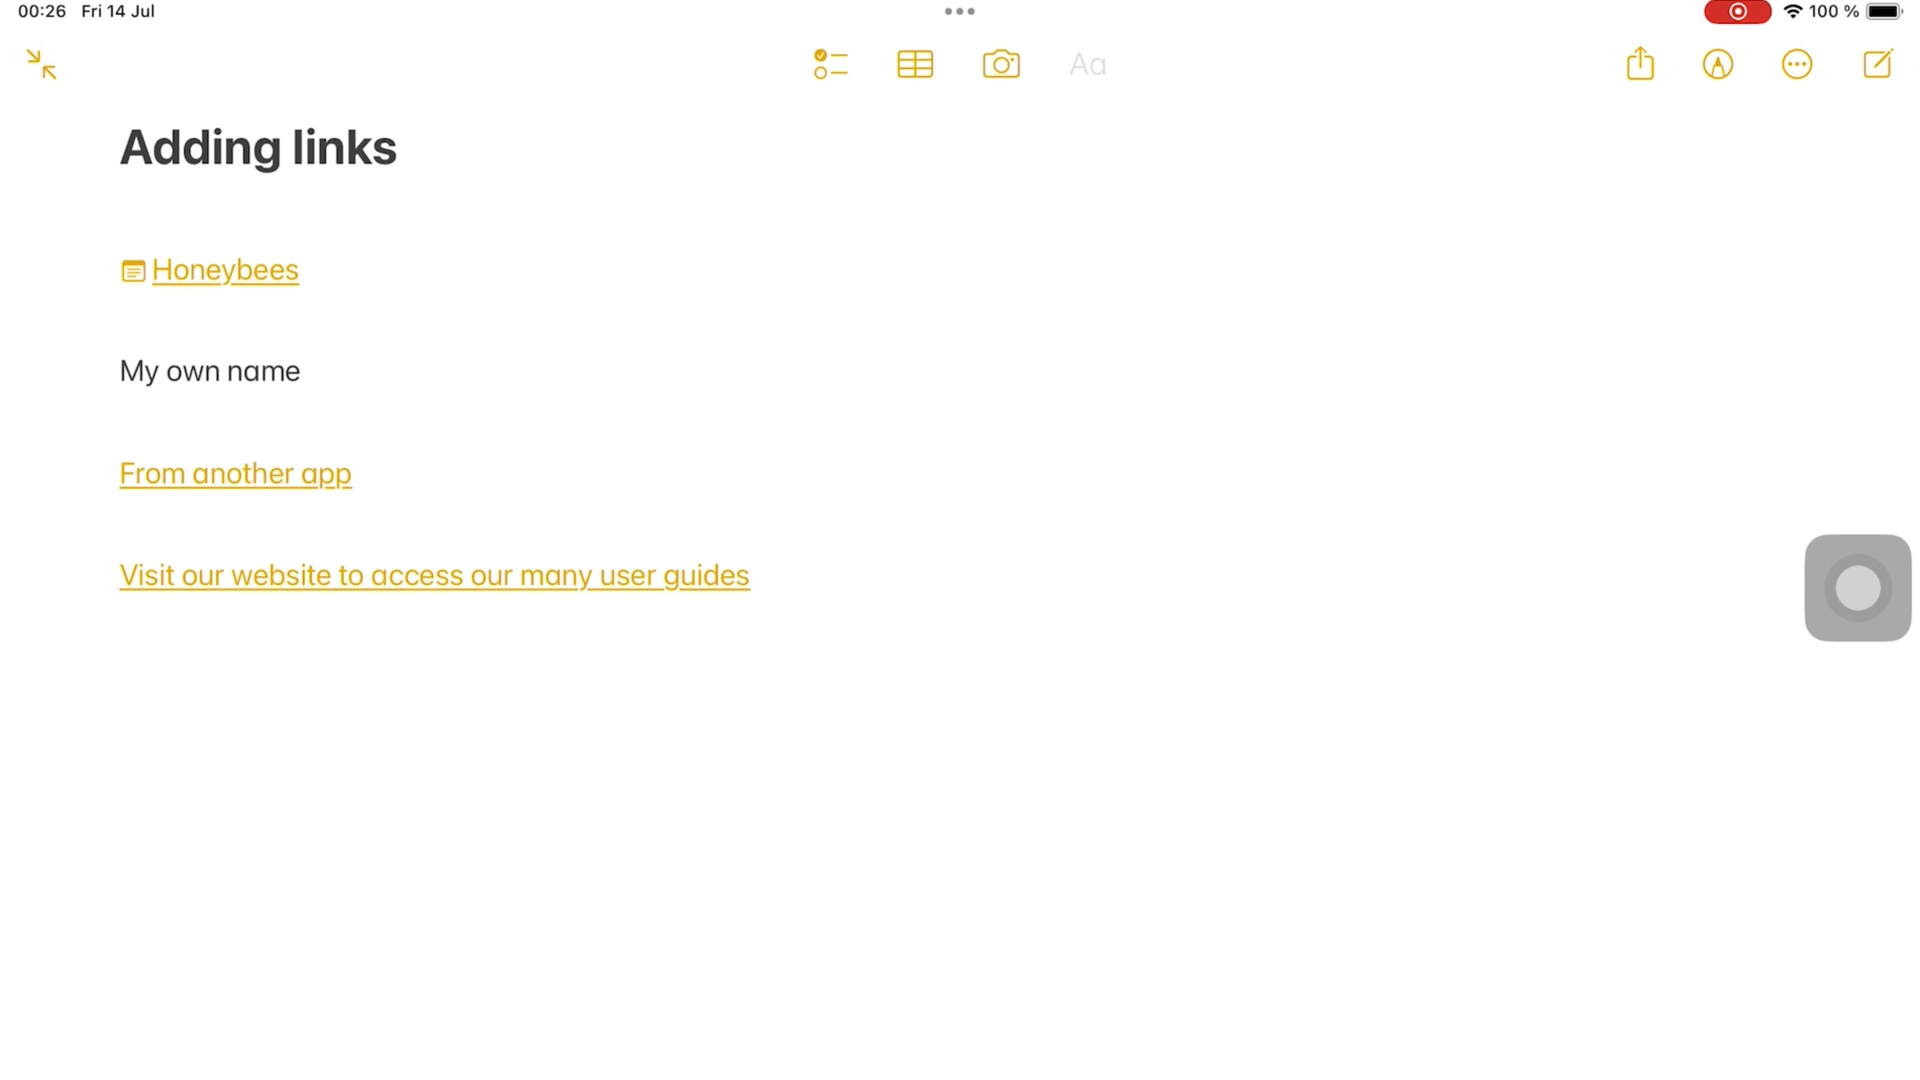 00:26 Fri 14 Jul
100 %
Aa
Adding links
Honeybees
My own name
From another app
Visit our website to access our many user guides